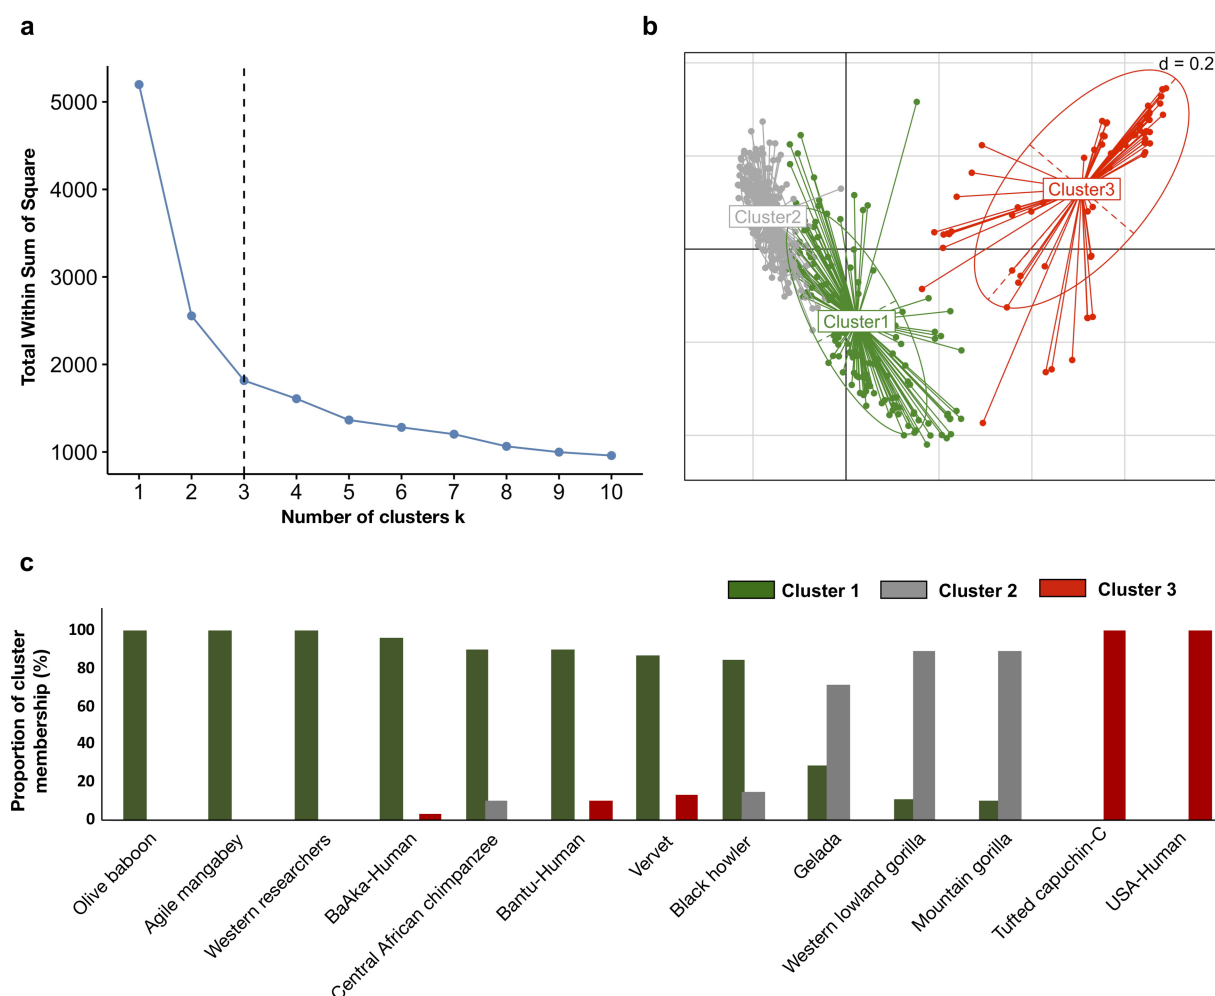 a
Total Within Sum of Square
5000
4000
3000
2000
1000
1 2 3 4 5 6 7 8 9 10
Number of clusters k
b
d = 0.2
Cluster3
Cluster2
Cluster1
c
Cluster 1 Cluster 2 Cluster 3
Proportion of cluster
membership (%)
100
80
60
40
20
0
Olive baboon
Agile mangabey
Western researchers
BaAka-Human
Central African chimpanzee
Bantu-Human
Vervet
Black howler
Gelada
Western lowland gorilla
Mountain gorilla
Tufted capuchin-C
USA-Human